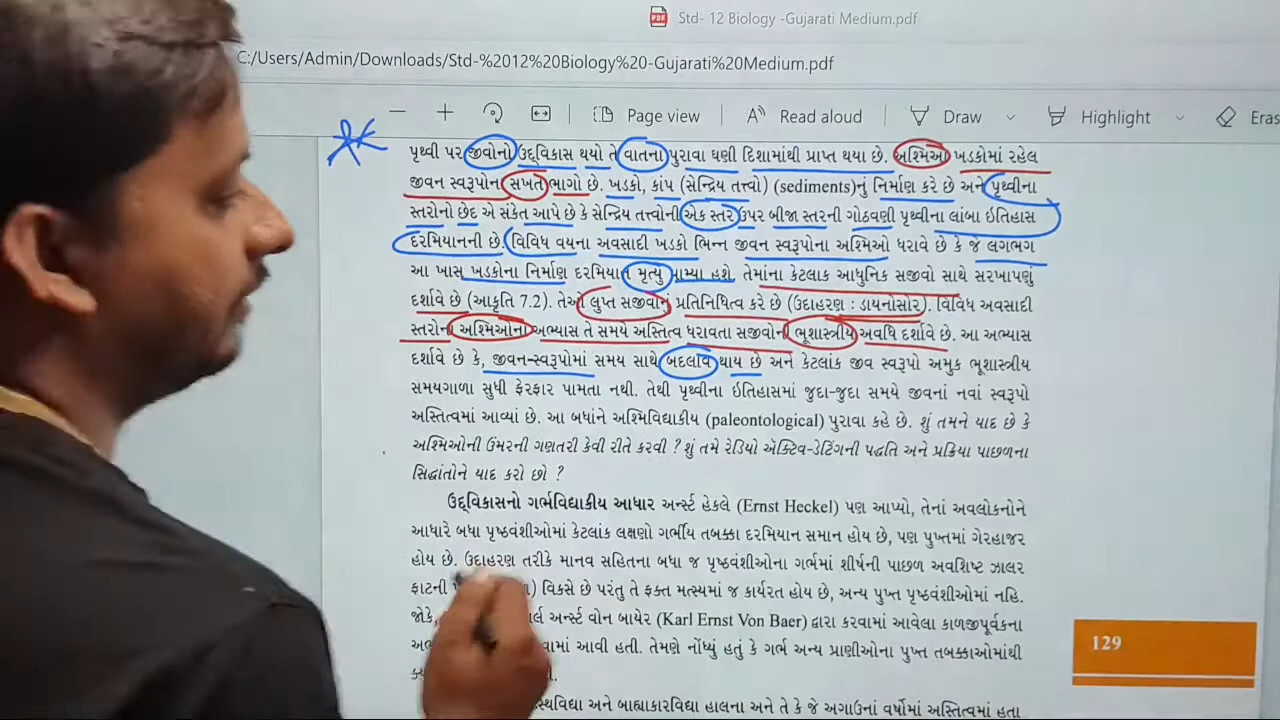 Std- 12 Biology -Gujarati Medium.pdf
C:/Users/Admin/Downloads/Std-%2012%20Biology%20-Gujarati%20Medium.pdf
Page view Read aloud Draw Highlight Eras
પૃથ્વી પર જીવોનો ઉદ્‌વિકાસ થયો તે વાતના પુરાવા ઘણી દિશામાંથી પ્રાપ્ત થયા છે. અશ્મિઓ ખડકોમાં રહેલ
જીવન સ્વરૂપોના સખત ભાગો છે. ખડકો, કાંપ (સેન્દ્રિય તત્ત્વો) (sediments)નું નિર્માણ કરે છે અને પૃથ્વીના
સ્તરોનો છેદ એ સંકેત આપે છે કે સેન્દ્રિય તત્ત્વોની એક સ્તર ઉપર બીજા સ્તરની ગોઠવણી પૃથ્વીના લાંબા ઇતિહાસ
દરમિયાનની છે. વિવિધ વયના અવસાદી ખડકો ભિન્ન જીવન સ્વરૂપોના અશ્મિઓ ધરાવે છે કે જે લગભગ
આ ખાસ ખડકોના નિર્માણ દરમિયાન મૃત્યુ પામ્યા હશે. તેમાંના કેટલાક આધુનિક સજીવો સાથે સરખાપણું
દર્શાવે છે (આકૃતિ 7.2). તેઓ લુપ્ત સજીવોનું પ્રતિનિધિત્વ કરે છે (ઉદાહરણ : ડાયનોસોર). વિવિધ અવસાદી
સ્તરોના અશ્મિઓના અભ્યાસ તે સમયે અસ્તિત્વ ધરાવતા સજીવોના ભૂશાસ્ત્રીય અવધિ દર્શાવે છે. આ અભ્યાસ
દર્શાવે છે કે, જીવન-સ્વરૂપોમાં સમય સાથે બદલાવ થાય છે અને કેટલાંક જીવ સ્વરૂપો અમુક ભૂશાસ્ત્રીય
સમયગાળા સુધી ફેરફાર પામતા નથી. તેથી પૃથ્વીના ઇતિહાસમાં જુદા-જુદા સમયે જીવનાં નવાં સ્વરૂપો
અસ્તિત્વમાં આવ્યાં છે. આ બધાંને અશ્મિવિદ્યાકીય (paleontological) પુરાવા કહે છે. શું તમને યાદ છે કે
અશ્મિઓની ઉંમરની ગણતરી કેવી રીતે કરવી ? શું તમે રેડિયો ઍક્ટિવ-ડેટિંગની પદ્ધતિ અને પ્રક્રિયા પાછળના
સિદ્ધાંતોને યાદ કરો છો ?
ઉદ્‌વિકાસનો ગર્ભવિદ્યાકીય આધાર અર્ન્સ્ટ હેકલે (Ernst Heckel) પણ આપ્યો, તેનાં અવલોકનોને
આધારે બધા પૃષ્ઠવંશીઓમાં કેટલાંક લક્ષણો ગર્ભીય તબક્કા દરમિયાન સમાન હોય છે, પણ પુખ્તમાં ગેરહાજર
હોય છે. ઉદાહરણ તરીકે માનવ સહિતના બધા જ પૃષ્ઠવંશીઓના ગર્ભમાં શીર્ષની પાછળ અવશિષ્ટ ઝાલર
ફાટની વિકસે છે પરંતુ તે ફક્ત મત્સ્યમાં જ કાર્યરત હોય છે, અન્ય પુખ્ત પૃષ્ઠવંશીઓમાં નહિ.
જોકે, અર્ન્સ્ટ વોન બાયેર (Karl Ernst Von Baer) દ્વારા કરવામાં આવેલા કાળજીપૂર્વકના
આવી હતી. તેમણે નોંધ્યું હતું કે ગર્ભ અન્ય પ્રાણીઓના પુખ્ત તબક્કાઓમાંથી
અને બાહ્યાકારવિદ્યા હાલના અને તે કે જે અગાઉનાં વર્ષોમાં અસ્તિત્વમાં હતા
129